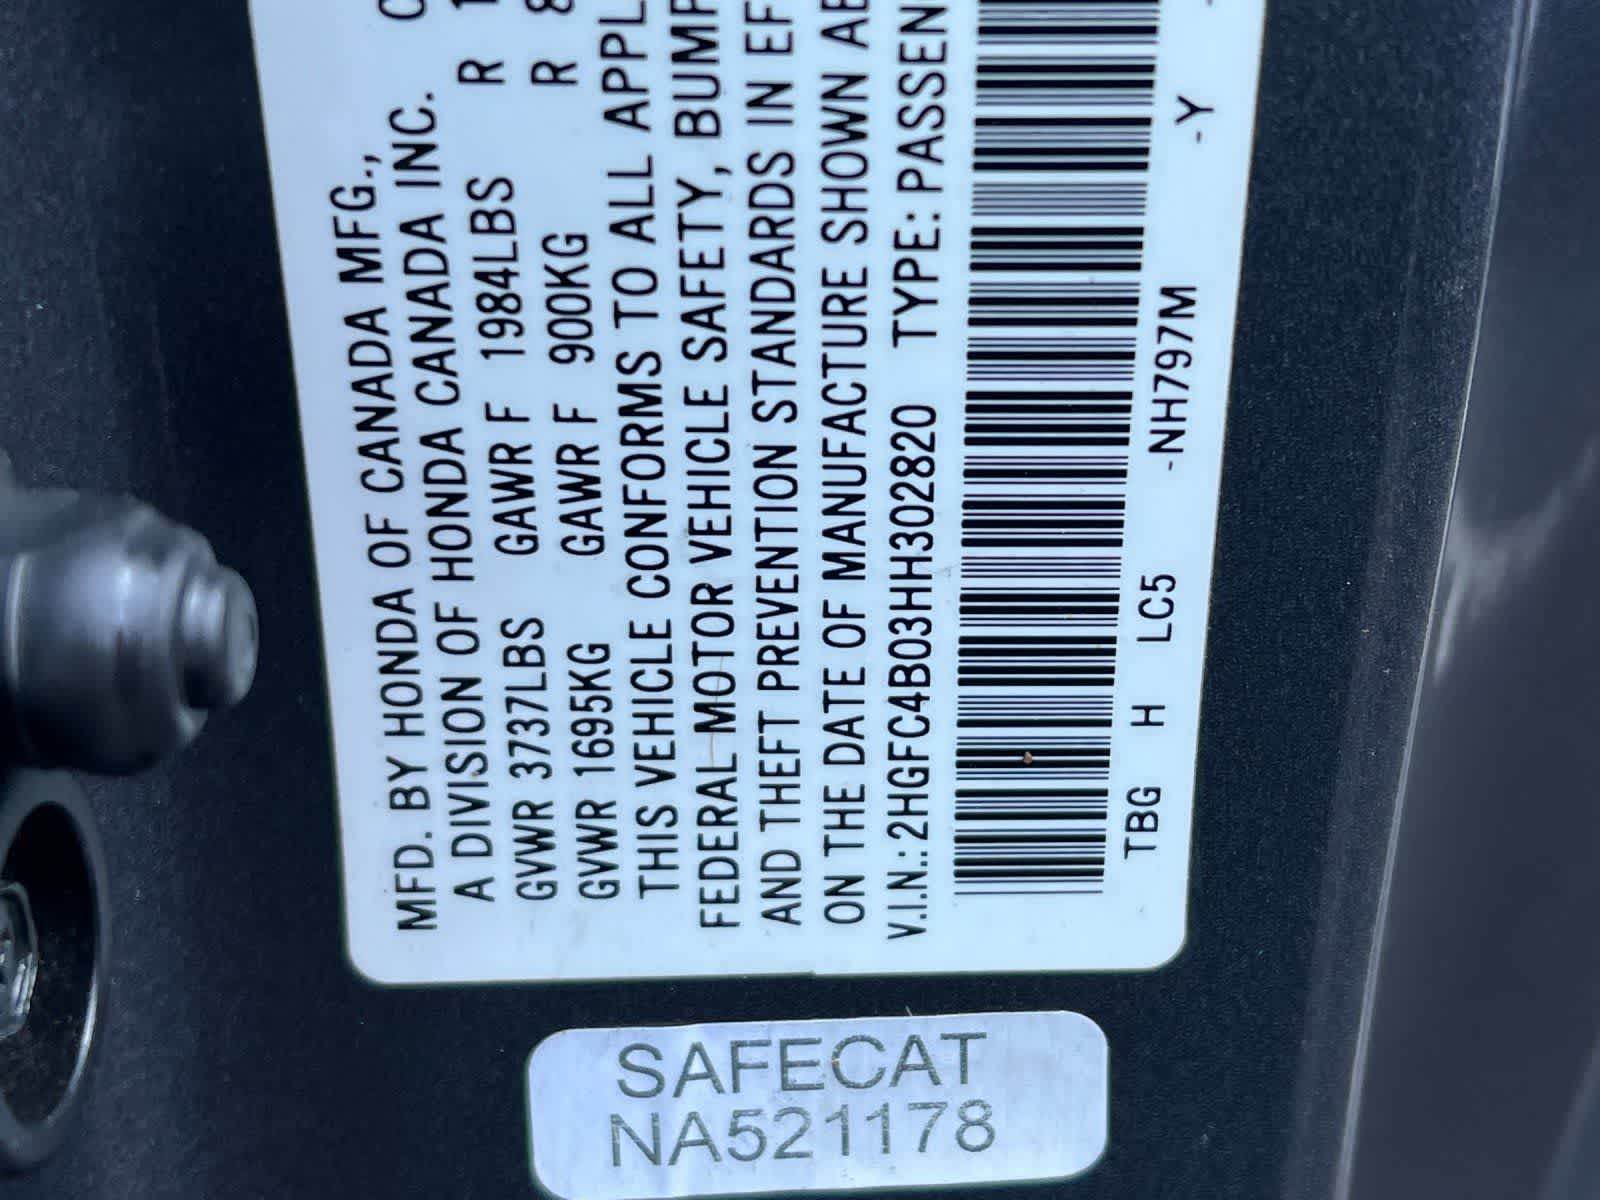 MFD. BY HONDA OF CANADA MFG.,
A DIVISION OF HONDA CANADA INC.
GVWR 3737LBS GAWR F 1984LBS R 1
GVWR 1695KG GAWR F 900KG R 8
THIS VEHICLE CONFORMS TO ALL APPL
FEDERAL MOTOR VEHICLE SAFETY, BUMP
AND THEFT PREVENTION STANDARDS IN EF
ON THE DATE OF MANUFACTURE SHOWN AB
V.I.N.: 2HGFC4B03HH302820 TYPE: PASSEN
TBG H LC5 -NH797M -Y
SAFECAT
NA521178